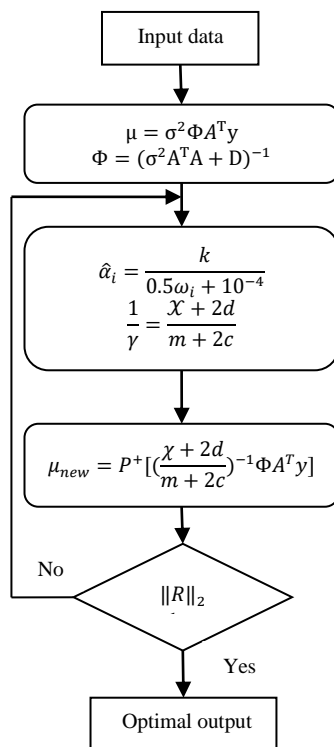 Input data
μ = σ²ΦAᵀy
Φ = (σ²AᵀA + D)⁻¹
α̂ᵢ = k / (0.5ωᵢ + 10⁻⁴)
1/γ = (𝒳 + 2d) / (m + 2c)
μₙₑw = P⁺[((χ + 2d) / (m + 2c))⁻¹ΦAᵀy]
No
‖R‖₂
Yes
Optimal output